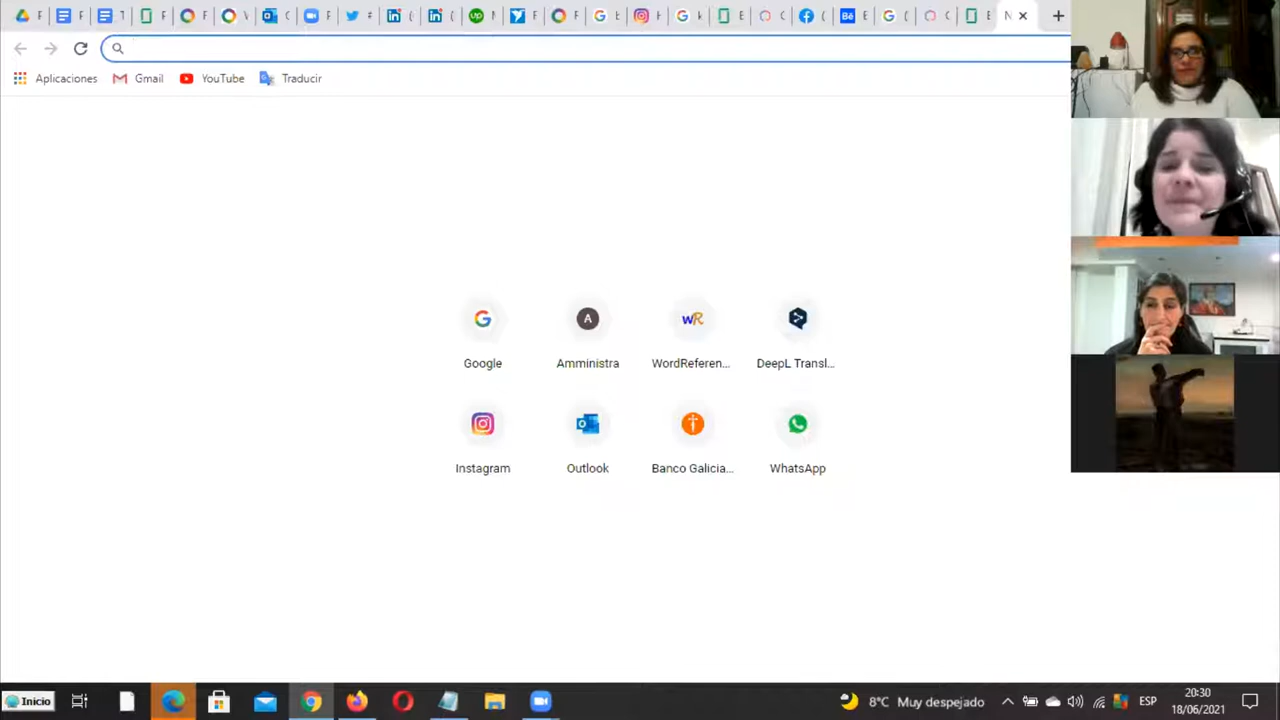 Aplicaciones Gmail YouTube Traducir
Google Amministra WordReferen... DeepL Transl...
Instagram Outlook Banco Galicia... WhatsApp
Inicio 8°C Muy despejado ESP 20:30
18/06/2021